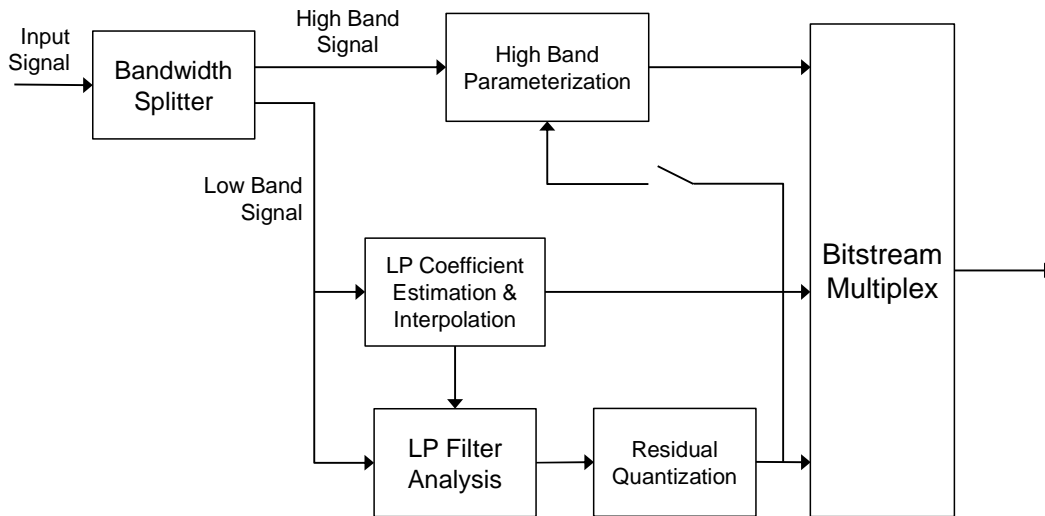 Input
Signal
Bandwidth
Splitter
High Band
Signal
High Band
Parameterization
Low Band
Signal
LP Coefficient
Estimation &
Interpolation
Bitstream
Multiplex
LP Filter
Analysis
Residual
Quantization